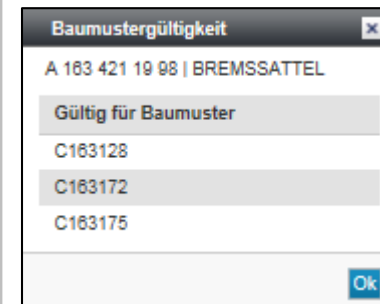 Baumustergültigkeit
A 163 421 19 98 | BREMSSATTEL
Gültig für Baumuster
C163128
C163172
C163175
Ok